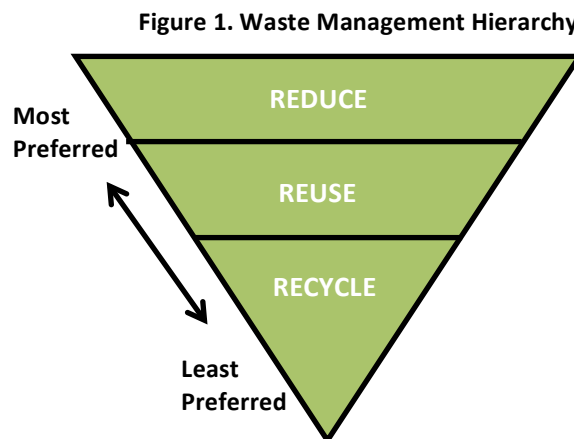 Figure 1. Waste Management Hierarchy
REDUCE
Most
Preferred
REUSE
RECYCLE
Least
Preferred